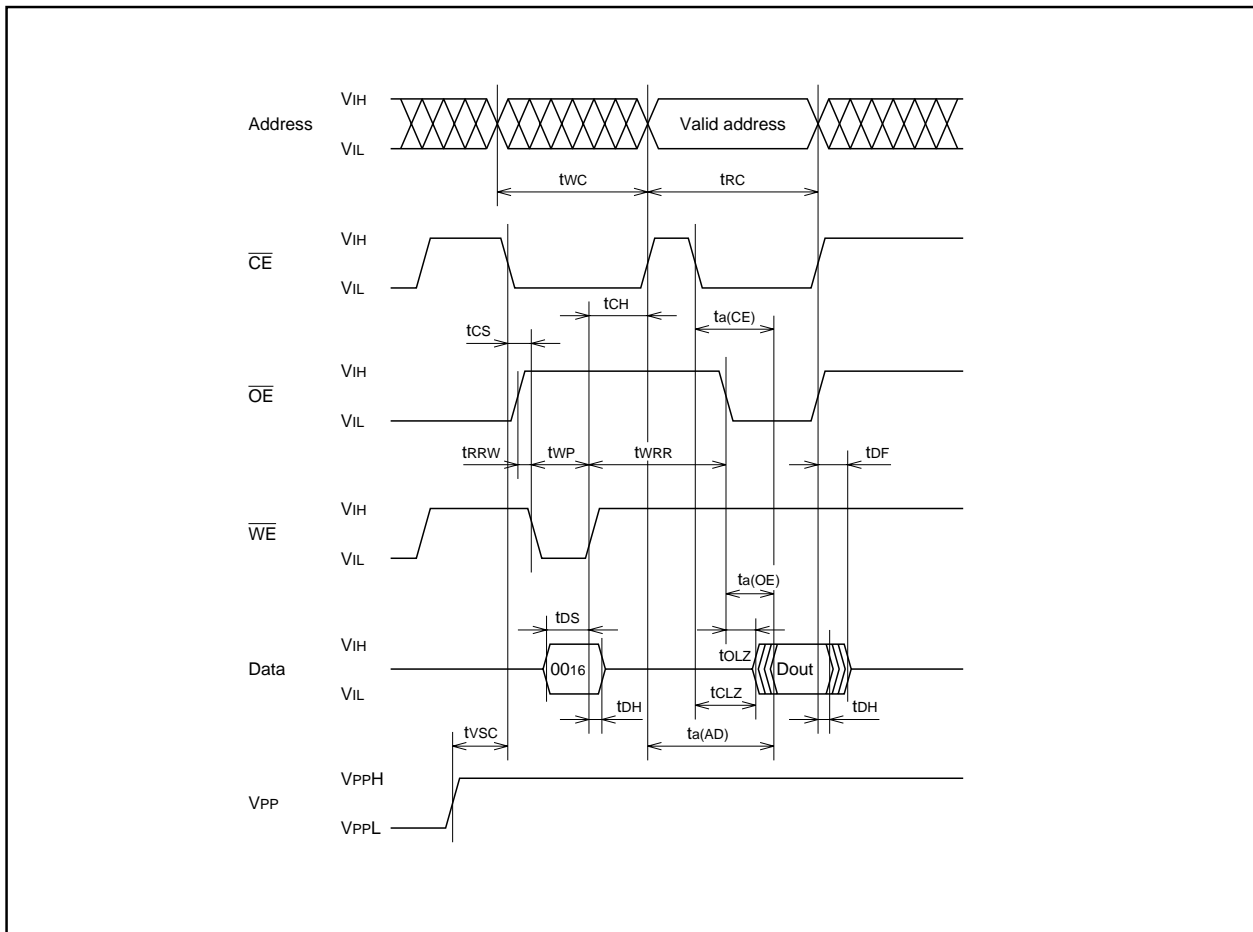 VIH
Address
Valid address
VIL
tWC
tRC
VIH
CE
VIL
tCH
ta(CE)
tCS
VIH
OE
VIL
tRRW
tWP
tWRR
tDF
VIH
WE
VIL
ta(OE)
tDS
VIH
tOLZ
Data
0016
Dout
VIL
tCLZ
tDH
tDH
tVSC
ta(AD)
VPPH
VPP
VPPL